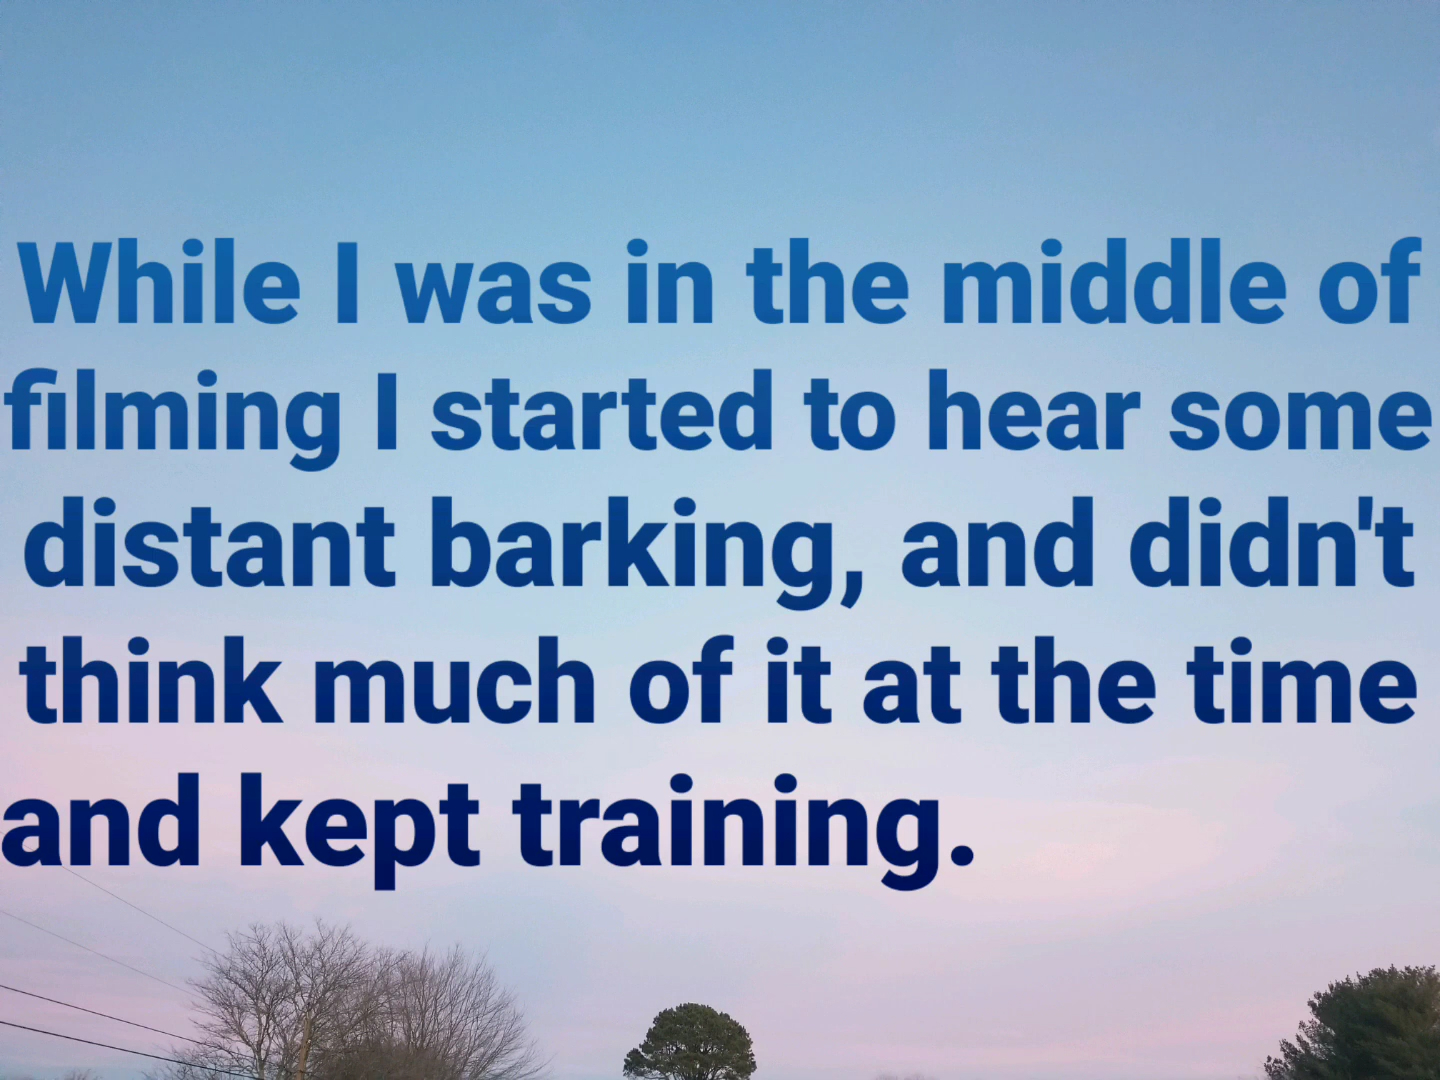 While I was in the middle of
filming I started to hear some
distant barking, and didn't
think much of it at the time
and kept training.